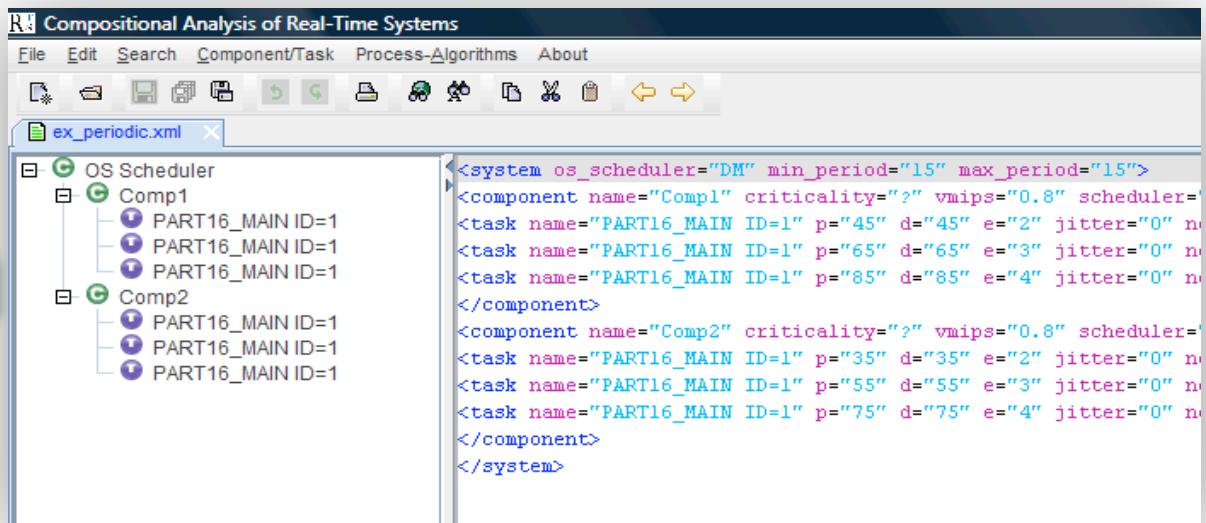 Compositional Analysis of Real-Time Systems
File Edit Search Component/Task Process-Algorithms About
ex_periodic.xml
OS Scheduler
Comp1
PART16_MAIN ID=1
PART16_MAIN ID=1
PART16_MAIN ID=1
Comp2
PART16_MAIN ID=1
PART16_MAIN ID=1
PART16_MAIN ID=1
<system os_scheduler="DM" min_period="15" max_period="15">
<component name="Comp1" criticality="?" vmips="0.8" scheduler="
<task name="PART16_MAIN ID=1" p="45" d="45" e="2" jitter="0"
<task name="PART16_MAIN ID=1" p="65" d="65" e="3" jitter="0"
<task name="PART16_MAIN ID=1" p="85" d="85" e="4" jitter="0"
</component>
<component name="Comp2" criticality="?" vmips="0.8" scheduler="
<task name="PART16_MAIN ID=1" p="35" d="35" e="2" jitter="0"
<task name="PART16_MAIN ID=1" p="55" d="55" e="3" jitter="0"
<task name="PART16_MAIN ID=1" p="75" d="75" e="4" jitter="0"
</component>
</system>